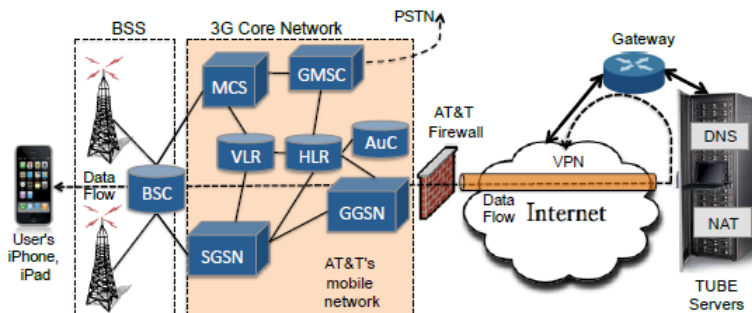 BSS
3G Core Network
PSTN
Gateway
MCS
GMSC
AT&T
Firewall
DNS
VLR
HLR
AuC
VPN
Data
Flow
BSC
Data
Flow
Internet
GGSN
NAT
User's
iPhone,
iPad
SGSN
AT&T's
mobile
network
TUBE
Servers